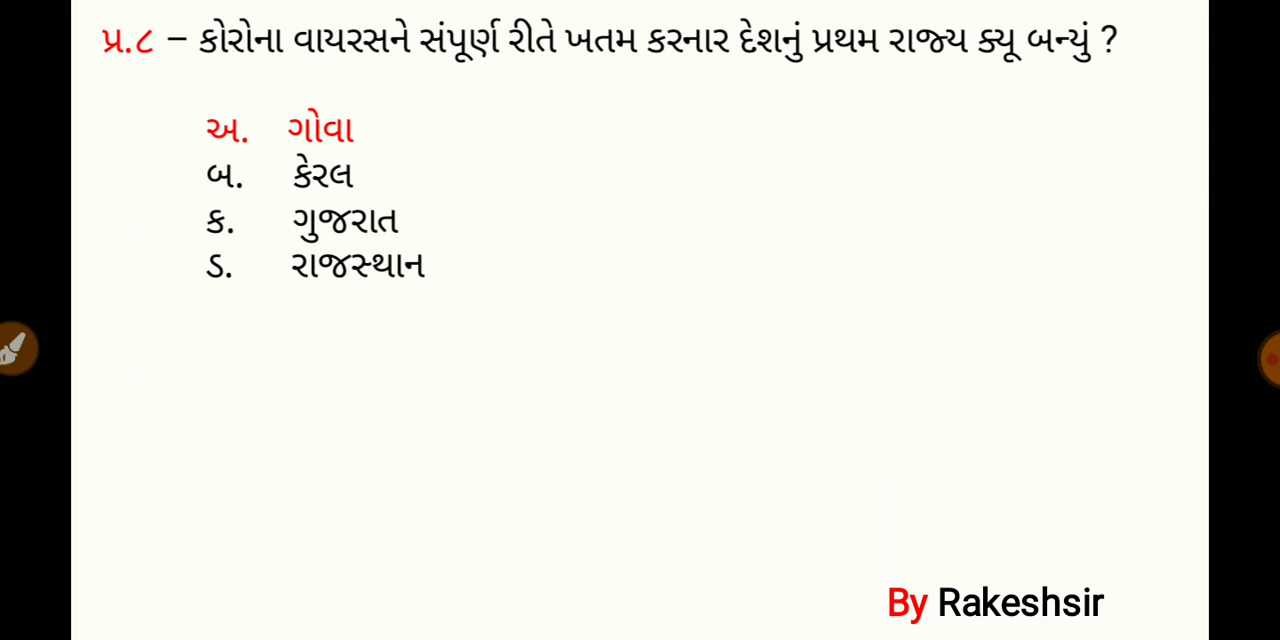 પ્ર.૮ – કોરોના વાયરસને સંપૂર્ણ રીતે ખતમ કરનાર દેશનું પ્રથમ રાજ્ય ક્યૂ બન્યું ?
અ. ગોવા
બ. કેરલ
ક. ગુજરાત
ડ. રાજસ્થાન
By Rakeshsir